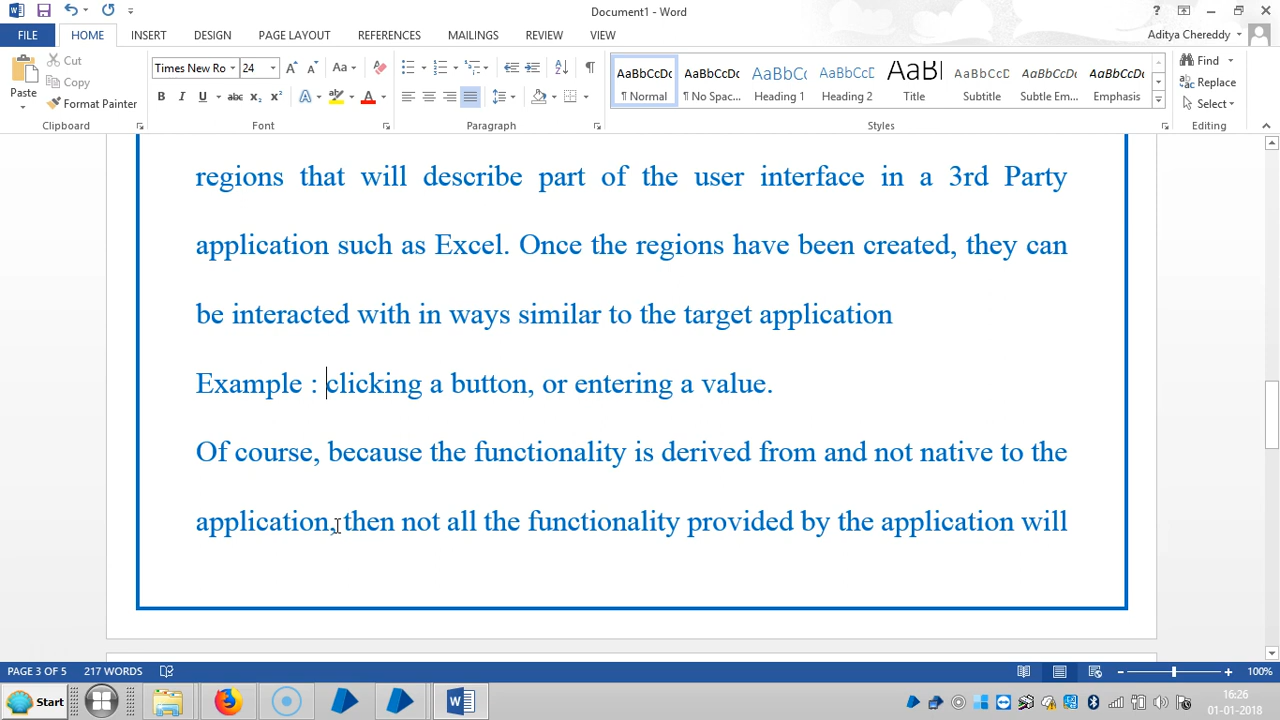 Document1 - Word
FILE HOME INSERT DESIGN PAGE LAYOUT REFERENCES MAILINGS REVIEW VIEW Aditya Chereddy
Paste
Cut
Copy
Format Painter
Times New Ro 24
AaBbCcDc AaBbCcDc AaBbC( AaBbCcC AaBl AaBbCcD AaBbCcDc AaBbCcDc
¶ Normal ¶ No Spac... Heading 1 Heading 2 Title Subtitle Subtle Em... Emphasis
Find
Replace
Select
Clipboard Font Paragraph Styles Editing
regions that will describe part of the user interface in a 3rd Party
application such as Excel. Once the regions have been created, they can
be interacted with in ways similar to the target application
Example : clicking a button, or entering a value.
Of course, because the functionality is derived from and not native to the
application, then not all the functionality provided by the application will
PAGE 3 OF 5 217 WORDS 100%
Start
16:26
01-01-2018